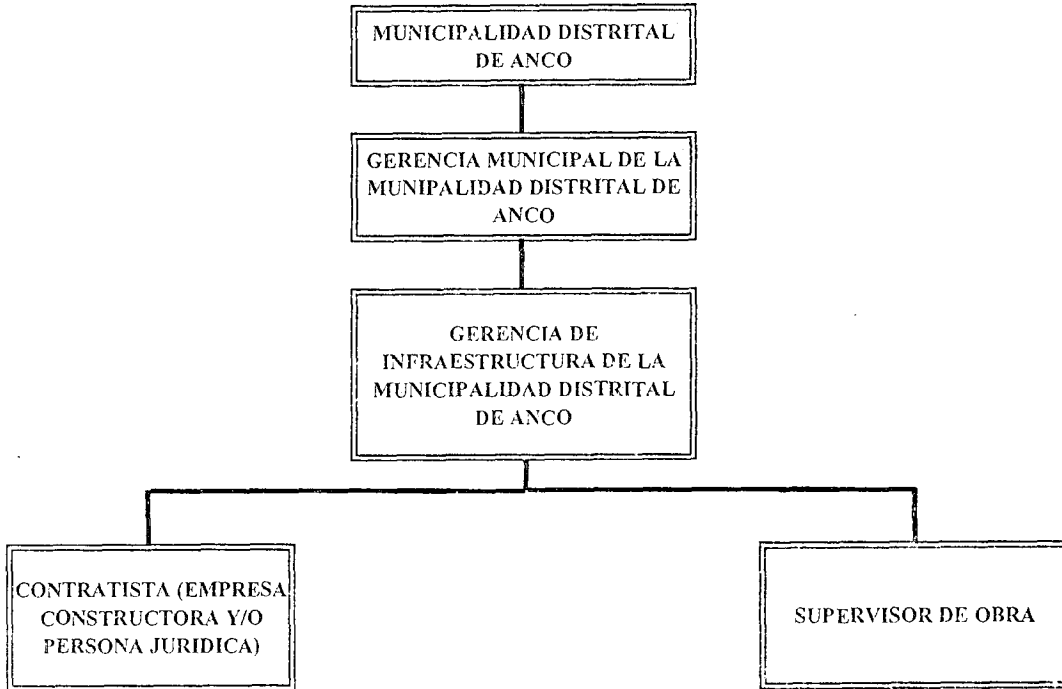 MUNICIPALIDAD DISTRITAL
DE ANCO
GERENCIA MUNICIPAL DE LA
MUNIPALIDAD DISTRITAL DE
ANCO
GERENCIA DE
INFRAESTRUCTURA DE LA
MUNICIPALIDAD DISTRITAL
DE ANCO
CONTRATISTA (EMPRESA
CONSTRUCTORA Y/O
PERSONA JURIDICA)
SUPERVISOR DE OBRA